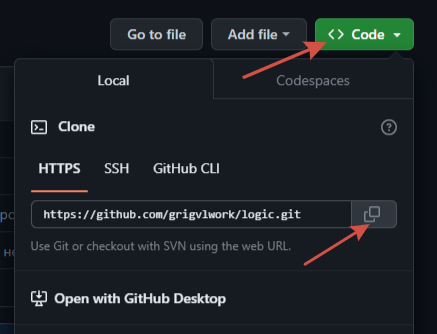 Go to file Add file Code
Local Codespaces
Clone
HTTPS SSH GitHub CLI
https://github.com/grigvlwork/logic.git
Use Git or checkout with SVN using the web URL.
Open with GitHub Desktop